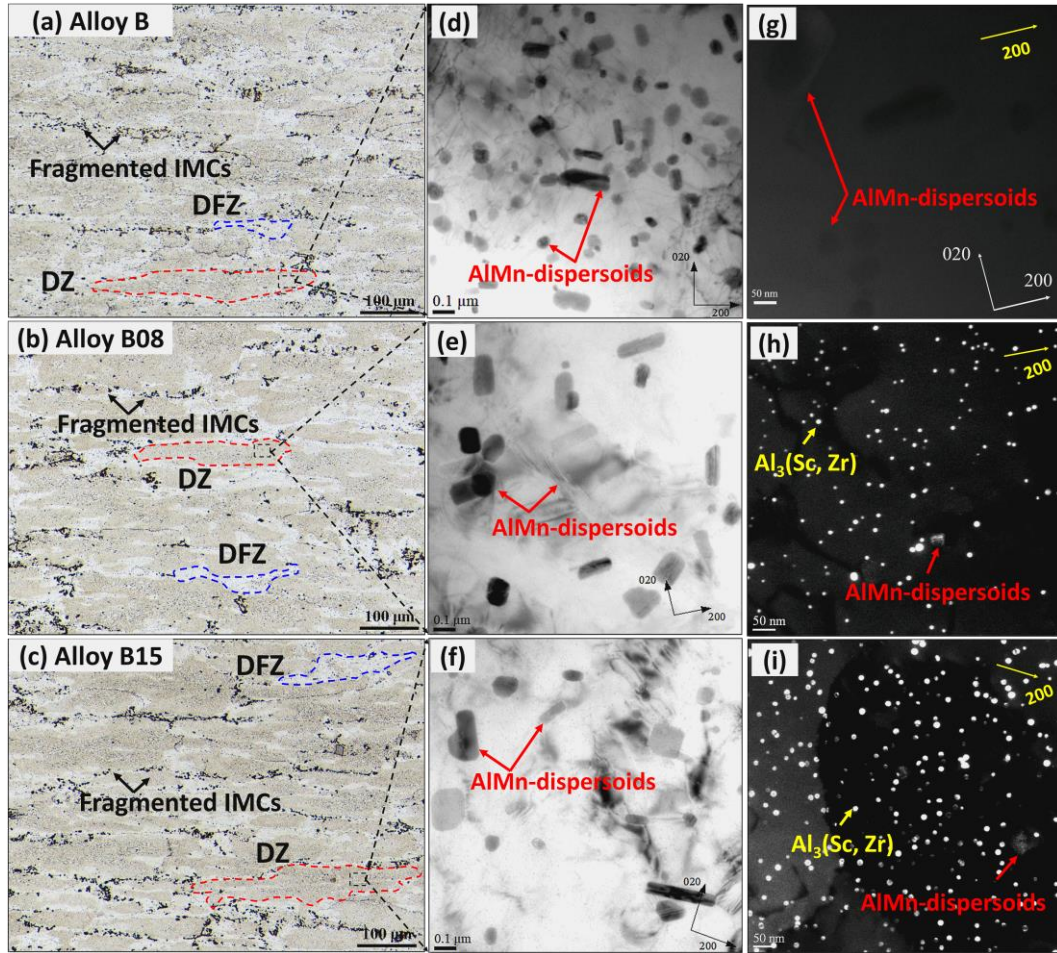 (a) Alloy B
Fragmented IMCs
DFZ
DZ
100 μm
(d)
AlMn-dispersoids
0.1 μm
020
200
(g)
200
AlMn-dispersoids
020
200
50 nm
(b) Alloy B08
Fragmented IMCs
DZ
DFZ
100 μm
(e)
AlMn-dispersoids
0.1 μm
020
200
(h)
200
Al₃(Sc, Zr)
AlMn-dispersoids
50 nm
(c) Alloy B15
DFZ
Fragmented IMCs
DZ
100 μm
(f)
AlMn-dispersoids
0.1 μm
020
200
(i)
200
Al₃(Sc, Zr)
AlMn-dispersoids
50 nm